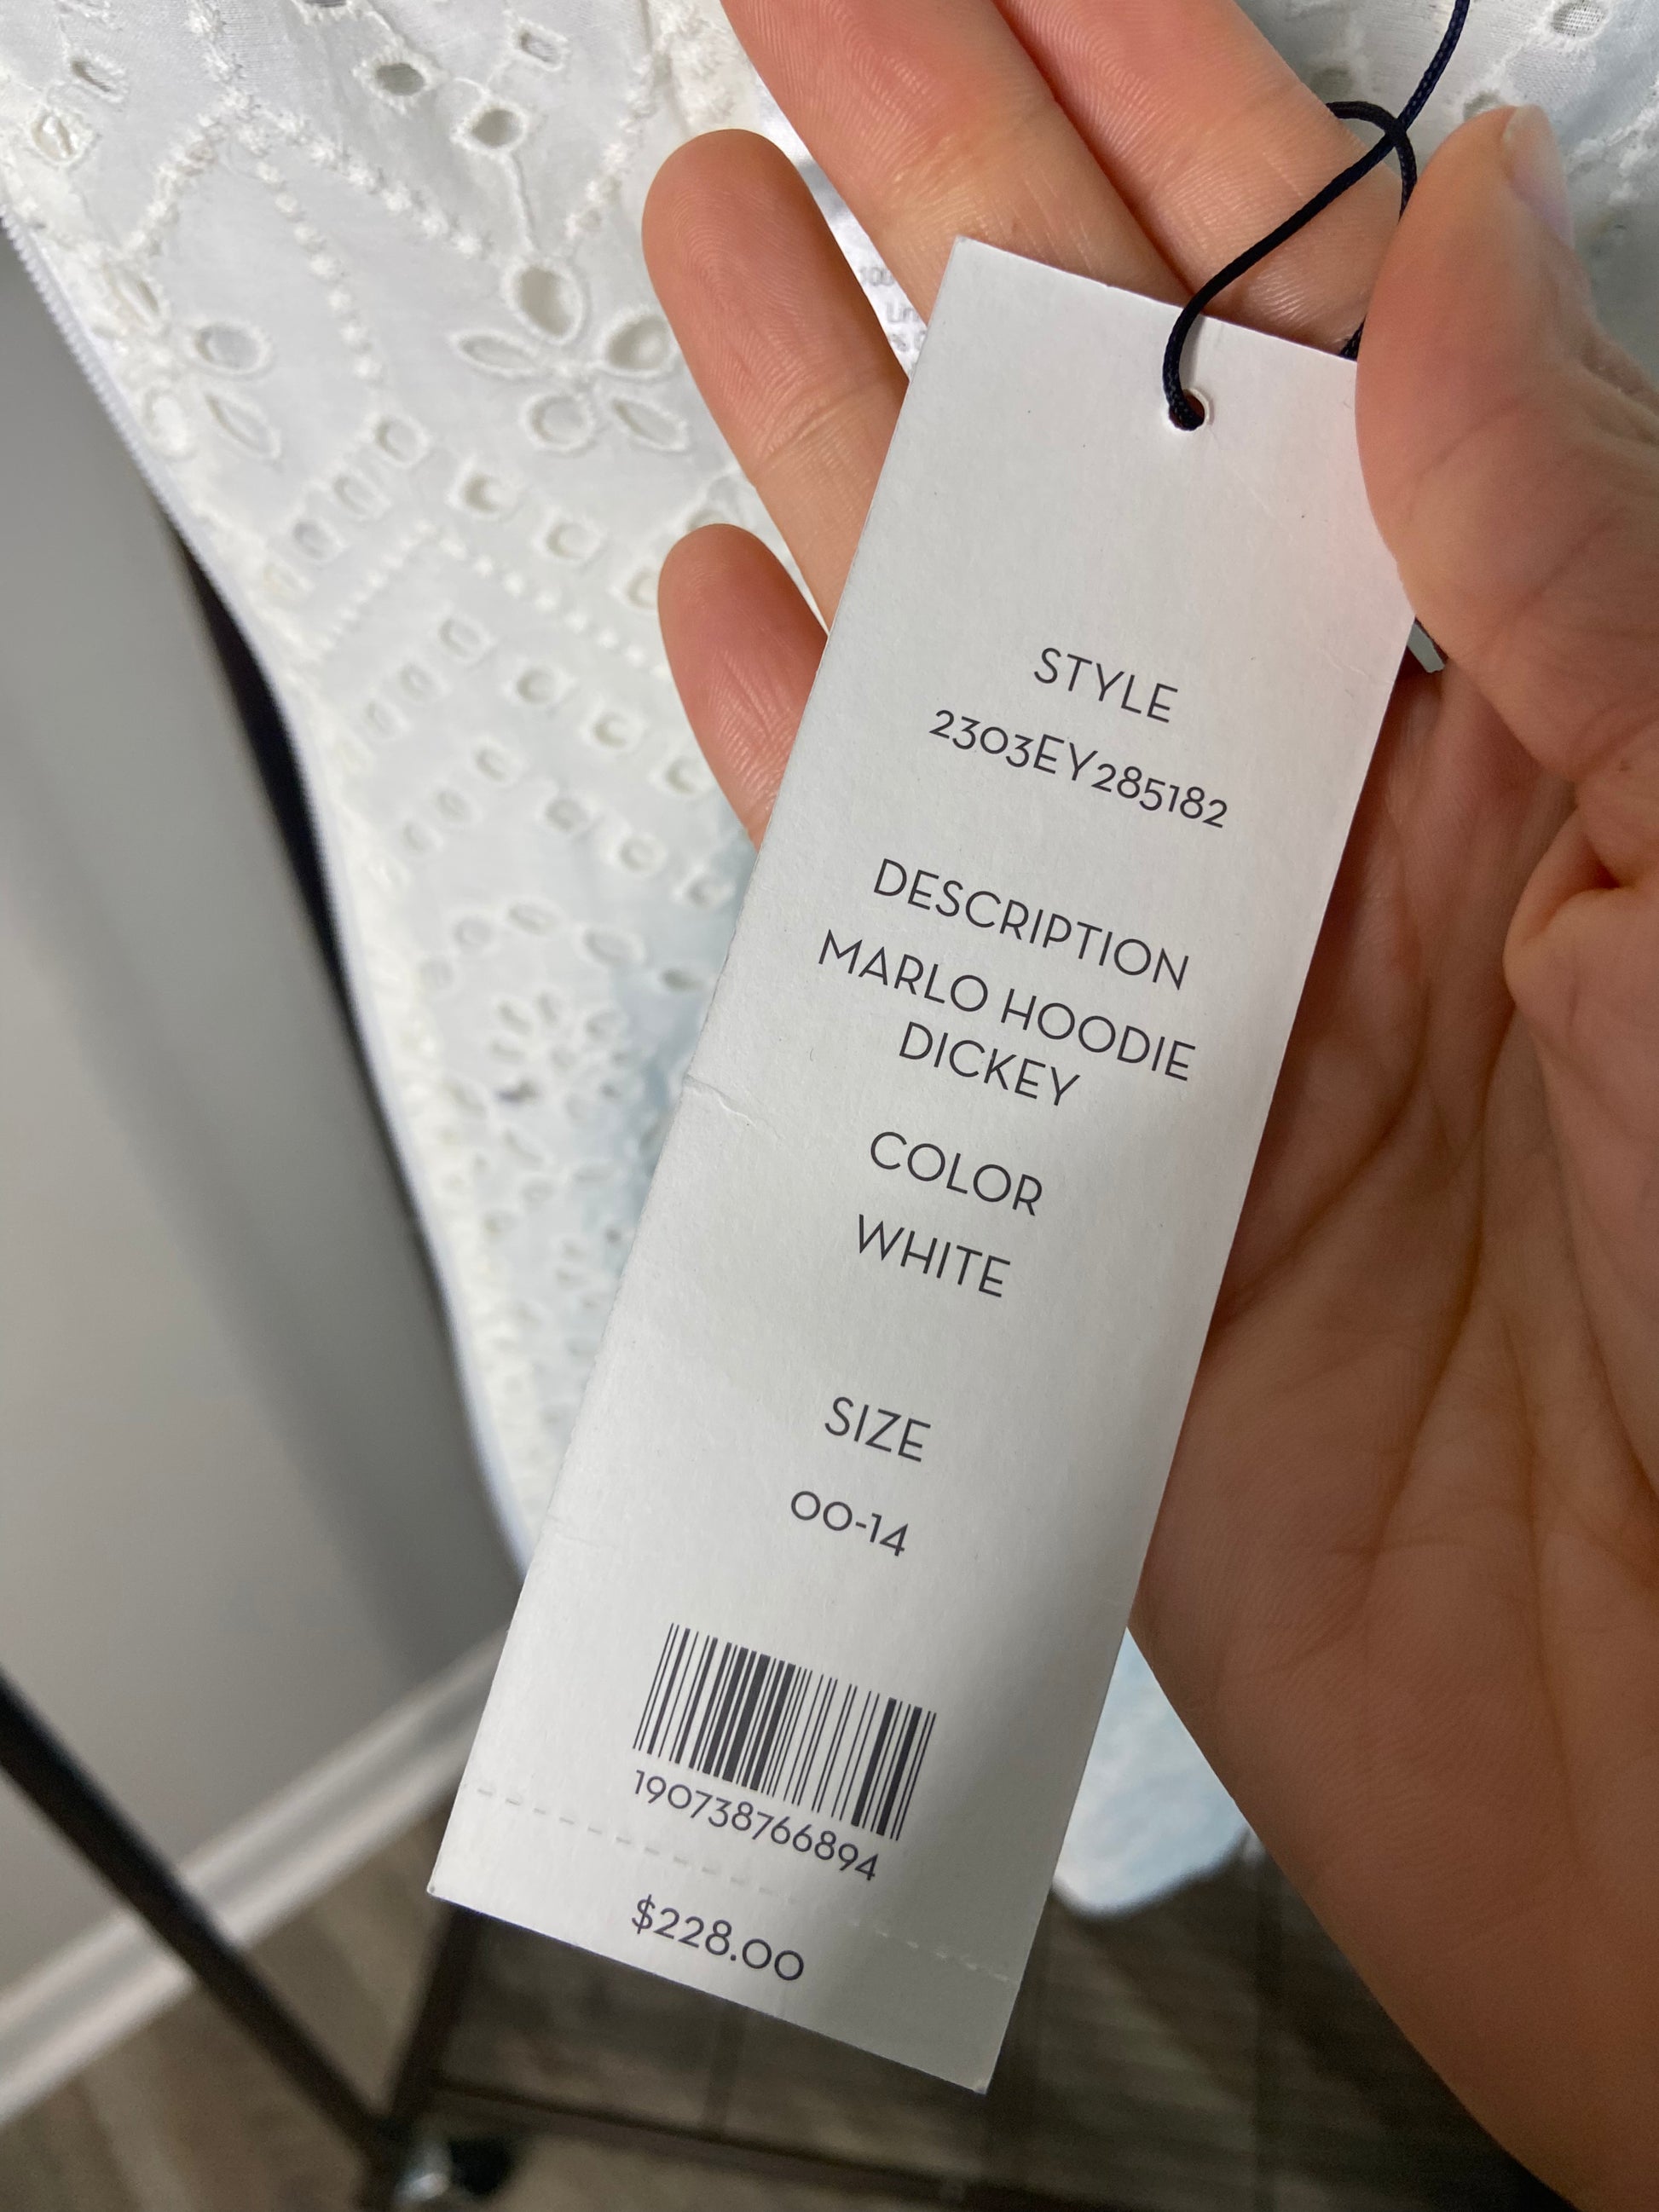 STYLE
2303EY285182
DESCRIPTION
MARLO HOODIE
DICKEY
COLOR
WHITE
SIZE
00-14
190738766894
$228.00